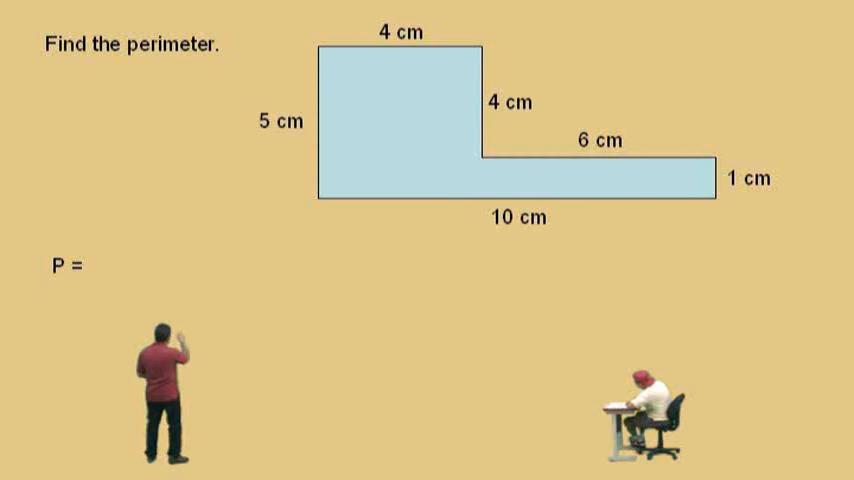 4 cm
Find the perimeter.
4 cm
5 cm
6 cm
1 cm
10 cm
P =